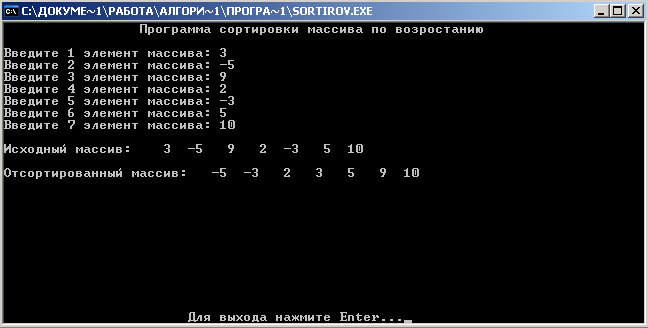 C:\ДОКУМЕ~1\РАБОТА\АЛГОРИ~1\ПРОГРА~1\SORTIROV.EXE
Программа сортировки массива по возростанию
Введите 1 элемент массива: 3
Введите 2 элемент массива: -5
Введите 3 элемент массива: 9
Введите 4 элемент массива: 2
Введите 5 элемент массива: -3
Введите 6 элемент массива: 5
Введите 7 элемент массива: 10
Исходный массив: 3 -5 9 2 -3 5 10
Отсортированный массив: -5 -3 2 3 5 9 10
Для выхода нажмите Enter..._